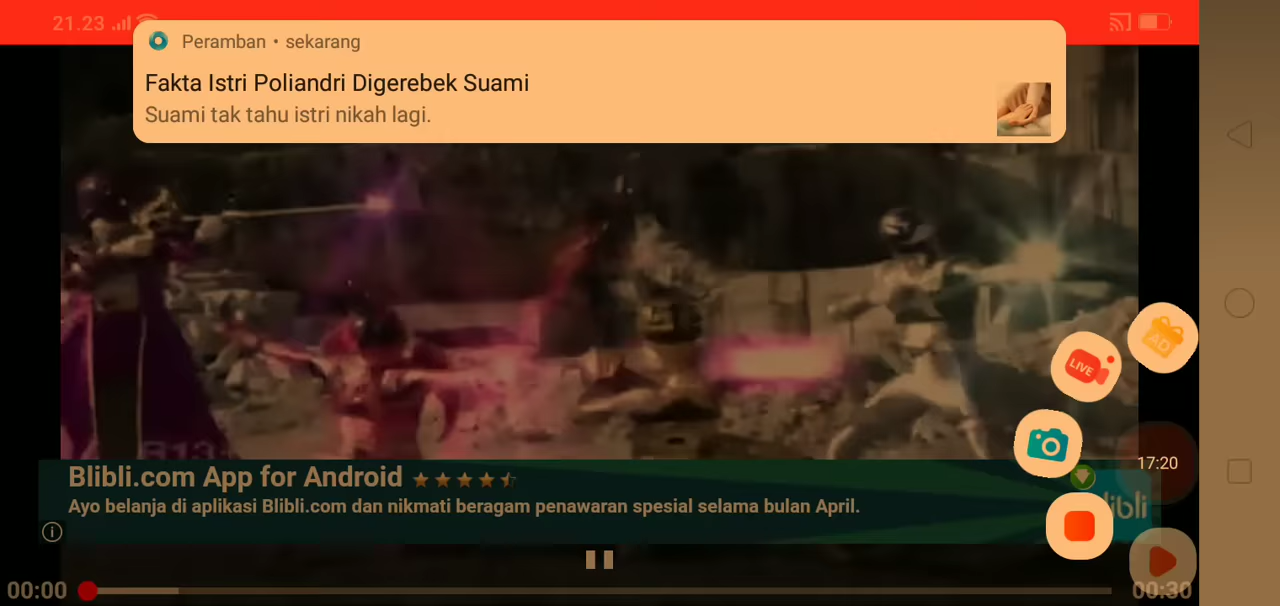 21.23
Peramban • sekarang
Fakta Istri Poliandri Digerebek Suami
Suami tak tahu istri nikah lagi.
AD
LIVE
17:20
Blibli.com App for Android
Ayo belanja di aplikasi Blibli.com dan nikmati beragam penawaran spesial selama bulan April.
00:00
00:30